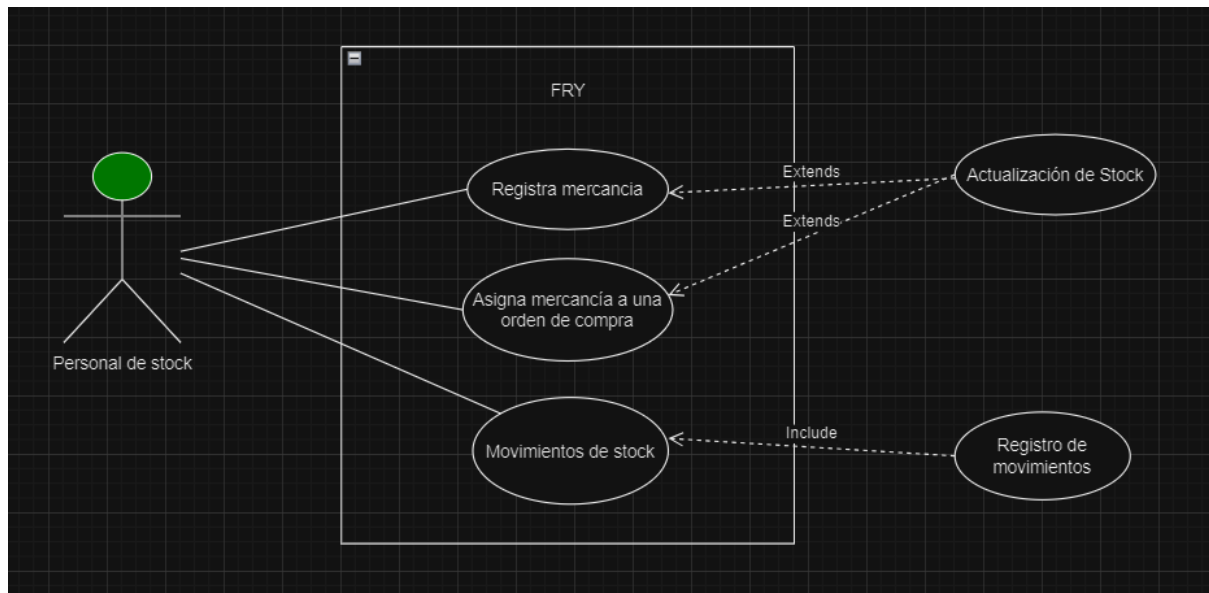 FRY
Registra mercancia
Extends
Actualización de Stock
Extends
Asigna mercancía a una
orden de compra
Personal de stock
Movimientos de stock
Include
Registro de
movimientos